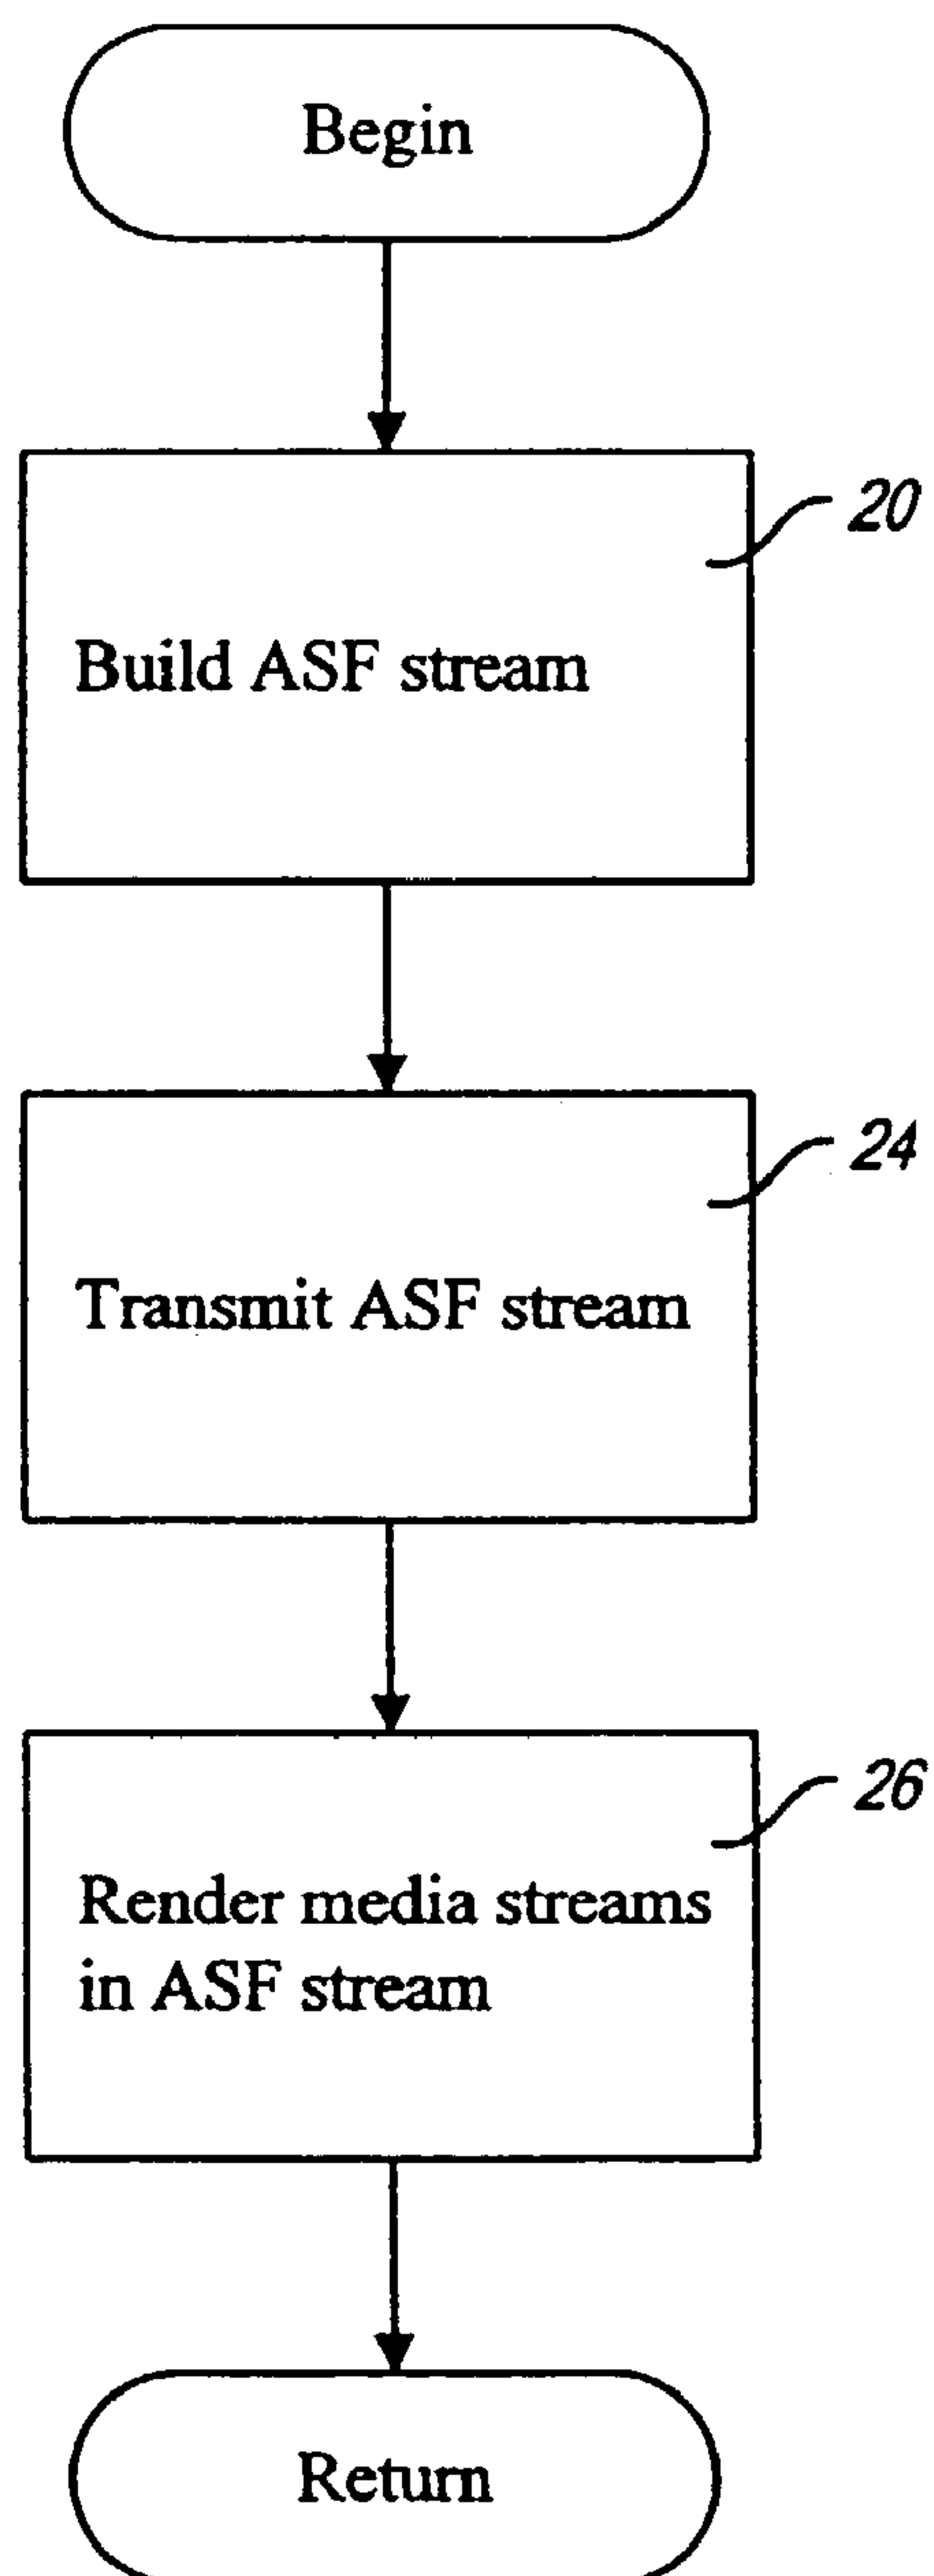 Begin
20
Build ASF stream
24
Transmit ASF stream
26
Render media streams
in ASF stream
Return